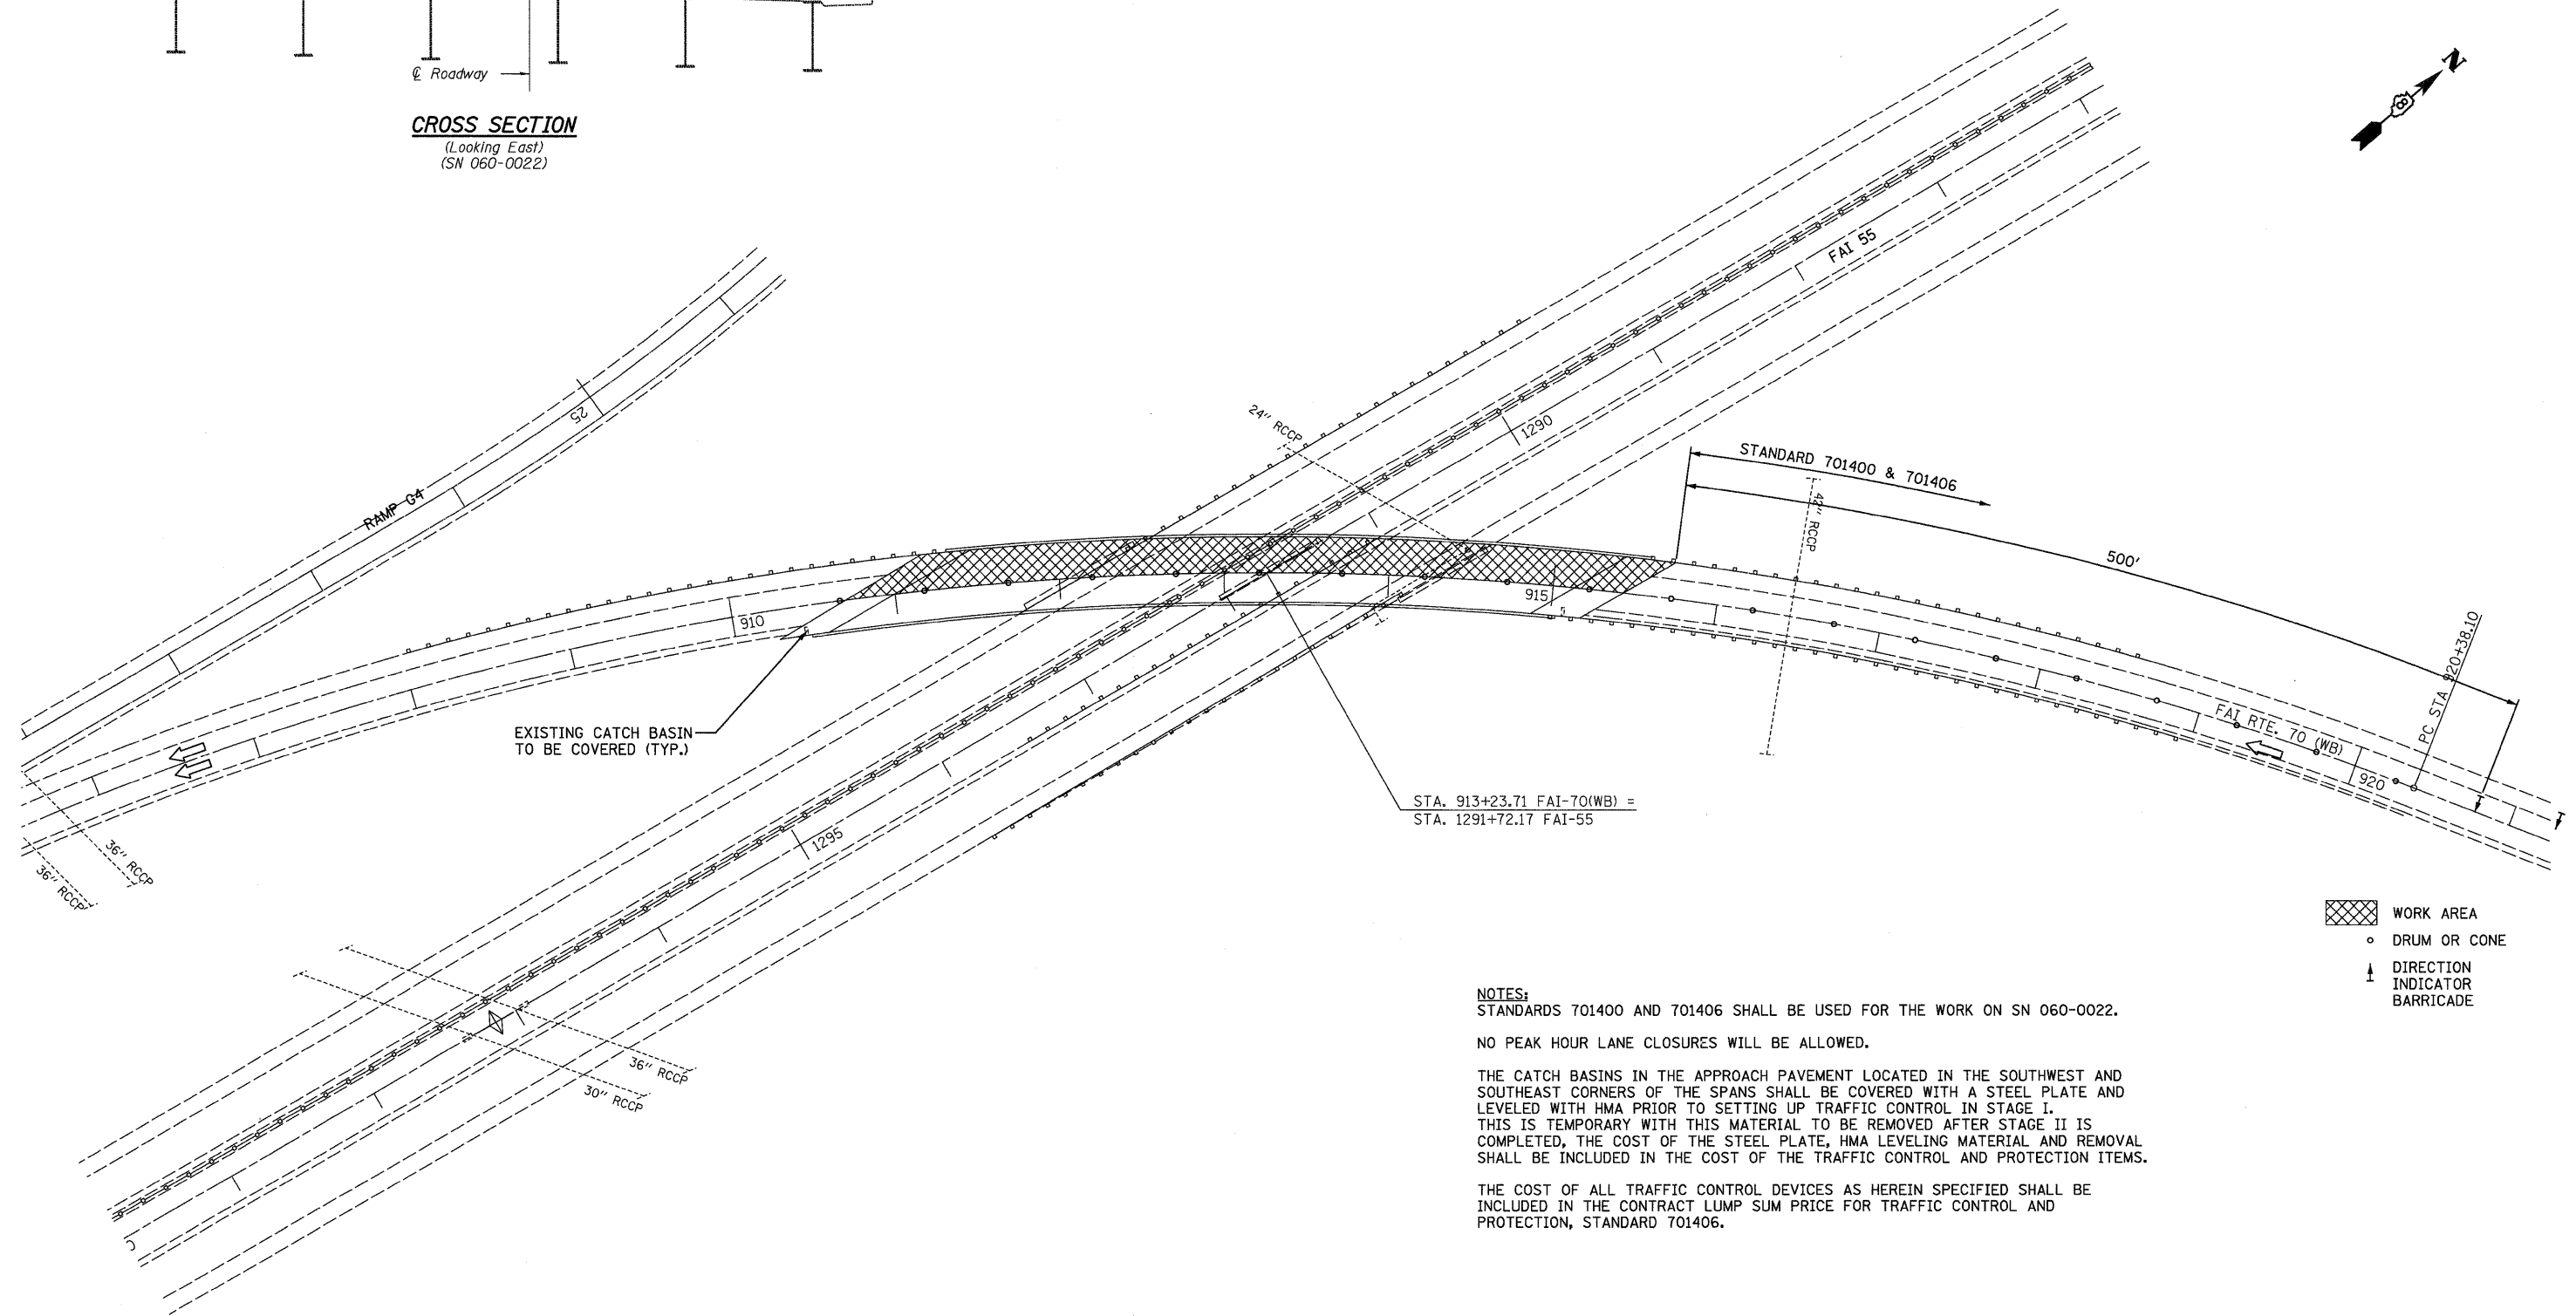 ℄ Roadway
CROSS SECTION
(Looking East)
(SN 060-0022)
N
FAI 55
24" RCCP
1290
STANDARD 701400 & 701406
42" RCCP
500'
25
RAMP G4
910
915
PC STA 920+38.10
FAI RTE. 70 (WB)
920
EXISTING CATCH BASIN
TO BE COVERED (TYP.)
STA. 913+23.71 FAI-70(WB) =
STA. 1291+72.17 FAI-55
1295
36" RCCP
36" RCCP
36" RCCP
30" RCCP
WORK AREA
DRUM OR CONE
DIRECTION
INDICATOR
BARRICADE
NOTES:
STANDARDS 701400 AND 701406 SHALL BE USED FOR THE WORK ON SN 060-0022.
NO PEAK HOUR LANE CLOSURES WILL BE ALLOWED.
THE CATCH BASINS IN THE APPROACH PAVEMENT LOCATED IN THE SOUTHWEST AND
SOUTHEAST CORNERS OF THE SPANS SHALL BE COVERED WITH A STEEL PLATE AND
LEVELED WITH HMA PRIOR TO SETTING UP TRAFFIC CONTROL IN STAGE I.
THIS IS TEMPORARY WITH THIS MATERIAL TO BE REMOVED AFTER STAGE II IS
COMPLETED, THE COST OF THE STEEL PLATE, HMA LEVELING MATERIAL AND REMOVAL
SHALL BE INCLUDED IN THE COST OF THE TRAFFIC CONTROL AND PROTECTION ITEMS.
THE COST OF ALL TRAFFIC CONTROL DEVICES AS HEREIN SPECIFIED SHALL BE
INCLUDED IN THE CONTRACT LUMP SUM PRICE FOR TRAFFIC CONTROL AND
PROTECTION, STANDARD 701406.